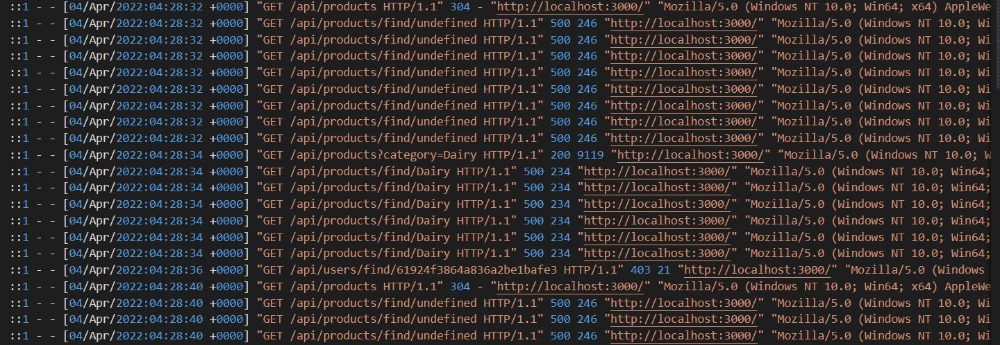 ::1 - - [04/Apr/2022:04:28:32 +0000] "GET /api/products HTTP/1.1" 304 - "http://localhost:3000/" "Mozilla/5.0 (Windows NT 10.0; Win64; x64) AppleWe
::1 - - [04/Apr/2022:04:28:32 +0000] "GET /api/products/find/undefined HTTP/1.1" 500 246 "http://localhost:3000/" "Mozilla/5.0 (Windows NT 10.0; Wi
::1 - - [04/Apr/2022:04:28:32 +0000] "GET /api/products/find/undefined HTTP/1.1" 500 246 "http://localhost:3000/" "Mozilla/5.0 (Windows NT 10.0; Wi
::1 - - [04/Apr/2022:04:28:32 +0000] "GET /api/products/find/undefined HTTP/1.1" 500 246 "http://localhost:3000/" "Mozilla/5.0 (Windows NT 10.0; Wi
::1 - - [04/Apr/2022:04:28:32 +0000] "GET /api/products/find/undefined HTTP/1.1" 500 246 "http://localhost:3000/" "Mozilla/5.0 (Windows NT 10.0; Wi
::1 - - [04/Apr/2022:04:28:32 +0000] "GET /api/products/find/undefined HTTP/1.1" 500 246 "http://localhost:3000/" "Mozilla/5.0 (Windows NT 10.0; Wi
::1 - - [04/Apr/2022:04:28:32 +0000] "GET /api/products/find/undefined HTTP/1.1" 500 246 "http://localhost:3000/" "Mozilla/5.0 (Windows NT 10.0; Wi
::1 - - [04/Apr/2022:04:28:32 +0000] "GET /api/products/find/undefined HTTP/1.1" 500 246 "http://localhost:3000/" "Mozilla/5.0 (Windows NT 10.0; Wi
::1 - - [04/Apr/2022:04:28:32 +0000] "GET /api/products/find/undefined HTTP/1.1" 500 246 "http://localhost:3000/" "Mozilla/5.0 (Windows NT 10.0; Wi
::1 - - [04/Apr/2022:04:28:34 +0000] "GET /api/products?category=Dairy HTTP/1.1" 200 9119 "http://localhost:3000/" "Mozilla/5.0 (Windows NT 10.0; W
::1 - - [04/Apr/2022:04:28:34 +0000] "GET /api/products/find/Dairy HTTP/1.1" 500 234 "http://localhost:3000/" "Mozilla/5.0 (Windows NT 10.0; Win64;
::1 - - [04/Apr/2022:04:28:34 +0000] "GET /api/products/find/Dairy HTTP/1.1" 500 234 "http://localhost:3000/" "Mozilla/5.0 (Windows NT 10.0; Win64;
::1 - - [04/Apr/2022:04:28:34 +0000] "GET /api/products/find/Dairy HTTP/1.1" 500 234 "http://localhost:3000/" "Mozilla/5.0 (Windows NT 10.0; Win64;
::1 - - [04/Apr/2022:04:28:34 +0000] "GET /api/products/find/Dairy HTTP/1.1" 500 234 "http://localhost:3000/" "Mozilla/5.0 (Windows NT 10.0; Win64;
::1 - - [04/Apr/2022:04:28:34 +0000] "GET /api/products/find/Dairy HTTP/1.1" 500 234 "http://localhost:3000/" "Mozilla/5.0 (Windows NT 10.0; Win64;
::1 - - [04/Apr/2022:04:28:34 +0000] "GET /api/products/find/Dairy HTTP/1.1" 500 234 "http://localhost:3000/" "Mozilla/5.0 (Windows NT 10.0; Win64;
::1 - - [04/Apr/2022:04:28:36 +0000] "GET /api/users/find/61924f3864a836a2be1bafe3 HTTP/1.1" 403 21 "http://localhost:3000/" "Mozilla/5.0 (Windows
::1 - - [04/Apr/2022:04:28:40 +0000] "GET /api/products HTTP/1.1" 304 - "http://localhost:3000/" "Mozilla/5.0 (Windows NT 10.0; Win64; x64) AppleWe
::1 - - [04/Apr/2022:04:28:40 +0000] "GET /api/products/find/undefined HTTP/1.1" 500 246 "http://localhost:3000/" "Mozilla/5.0 (Windows NT 10.0; Wi
::1 - - [04/Apr/2022:04:28:40 +0000] "GET /api/products/find/undefined HTTP/1.1" 500 246 "http://localhost:3000/" "Mozilla/5.0 (Windows NT 10.0; Wi
::1 - - [04/Apr/2022:04:28:40 +0000] "GET /api/products/find/undefined HTTP/1.1" 500 246 "http://localhost:3000/" "Mozilla/5.0 (Windows NT 10.0; Wi